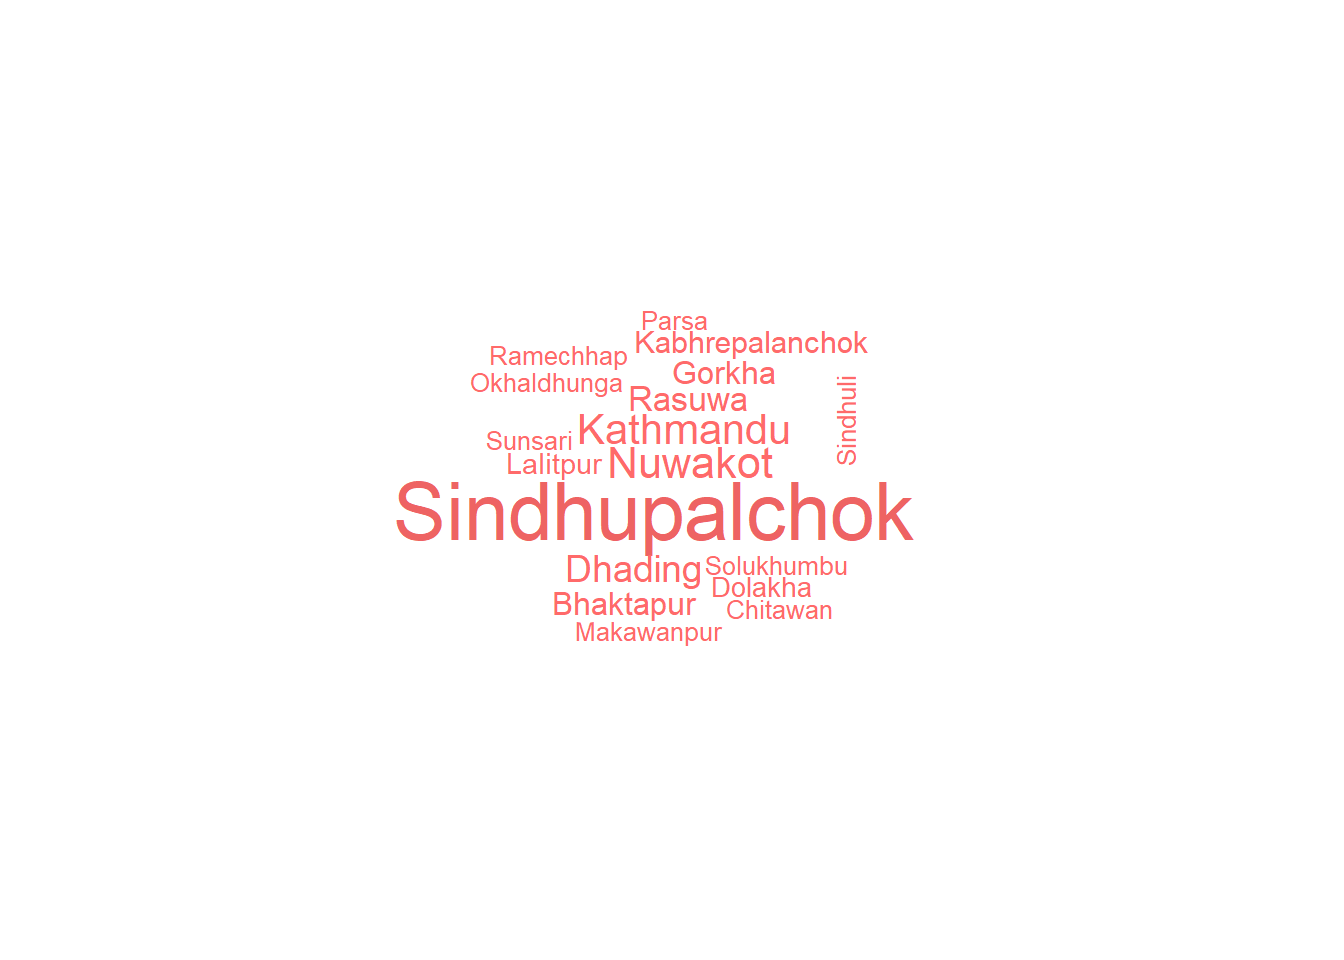 Parsa
Kabhrepalanchok
Ramechhap
Gorkha
Okhaldhunga
Rasuwa
Sindhuli
Kathmandu
Sunsari
Nuwakot
Lalitpur
Sindhupalchok
Dhading
Solukhumbu
Dolakha
Bhaktapur
Chitawan
Makawanpur